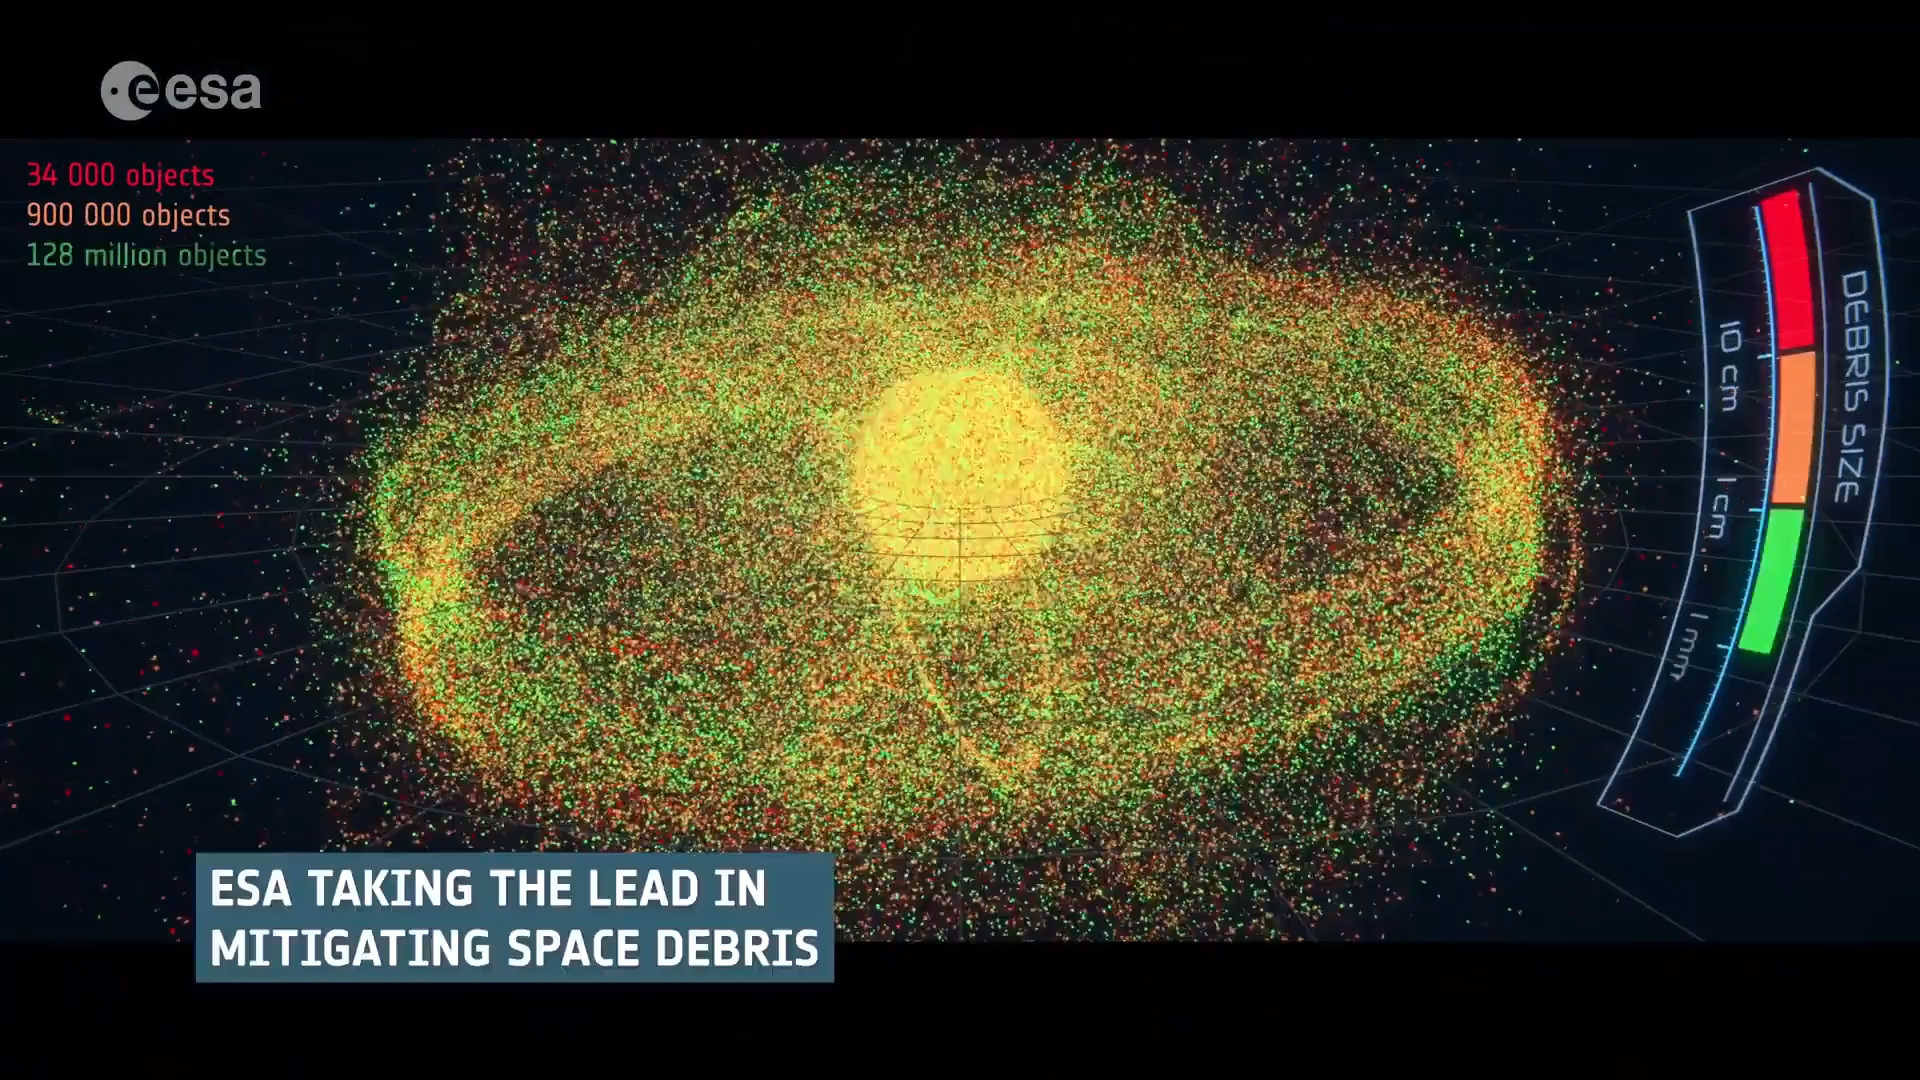 esa
34 000 objects
900 000 objects
128 million objects
DEBRIS SIZE
10 cm
1 cm
1 mm
ESA TAKING THE LEAD IN
MITIGATING SPACE DEBRIS